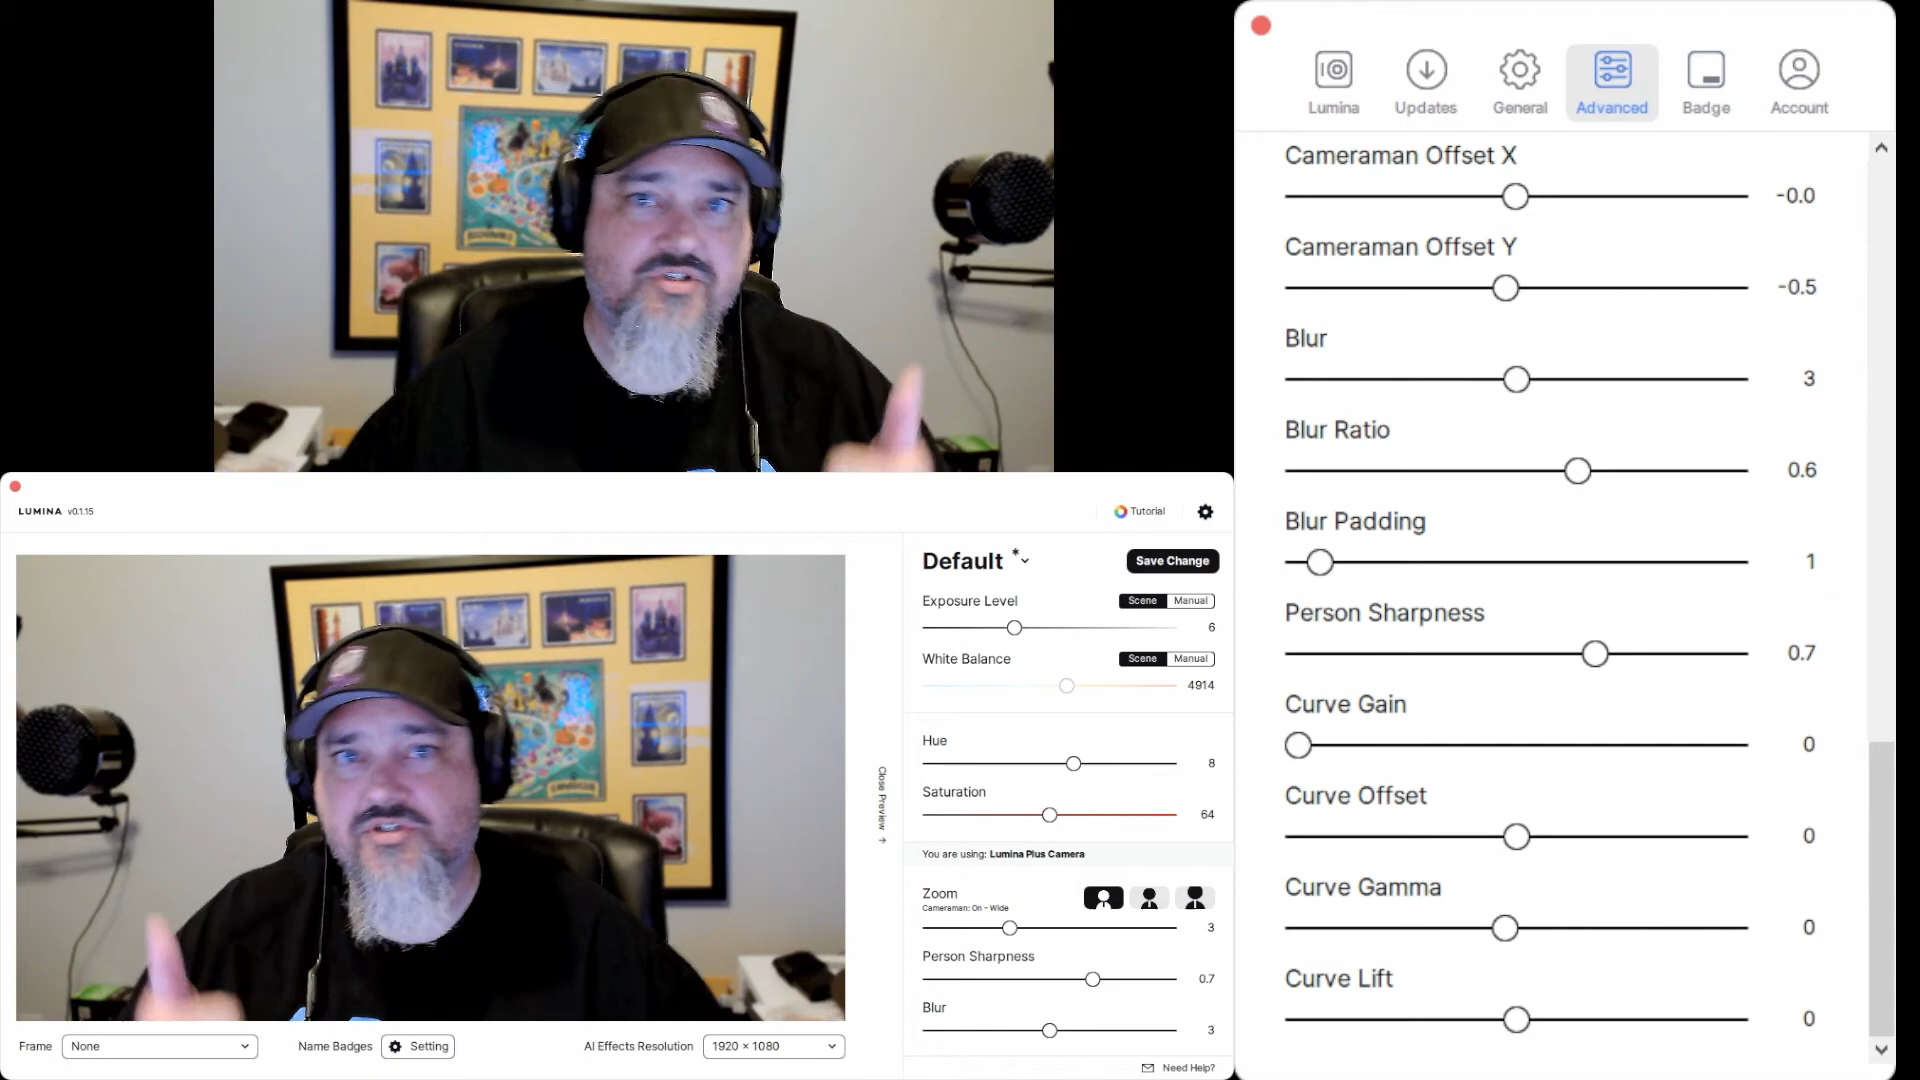 Lumina
Updates
General
Advanced
Badge
Account
Cameraman Offset X
-0.0
Cameraman Offset Y
-0.5
Blur
3
Blur Ratio
0.6
Blur Padding
1
Person Sharpness
0.7
Curve Gain
0
Curve Offset
0
Curve Gamma
0
Curve Lift
0
LUMINA v0.1.15
Tutorial
Default *
Save Change
Exposure Level
Scene Manual
6
White Balance
Scene Manual
4914
Hue
8
Saturation
64
You are using: Lumina Plus Camera
Zoom
Cameraman: On - Wide
3
Person Sharpness
0.7
Blur
3
Close Preview
Frame None
Name Badges Setting
AI Effects Resolution 1920 × 1080
Need Help?